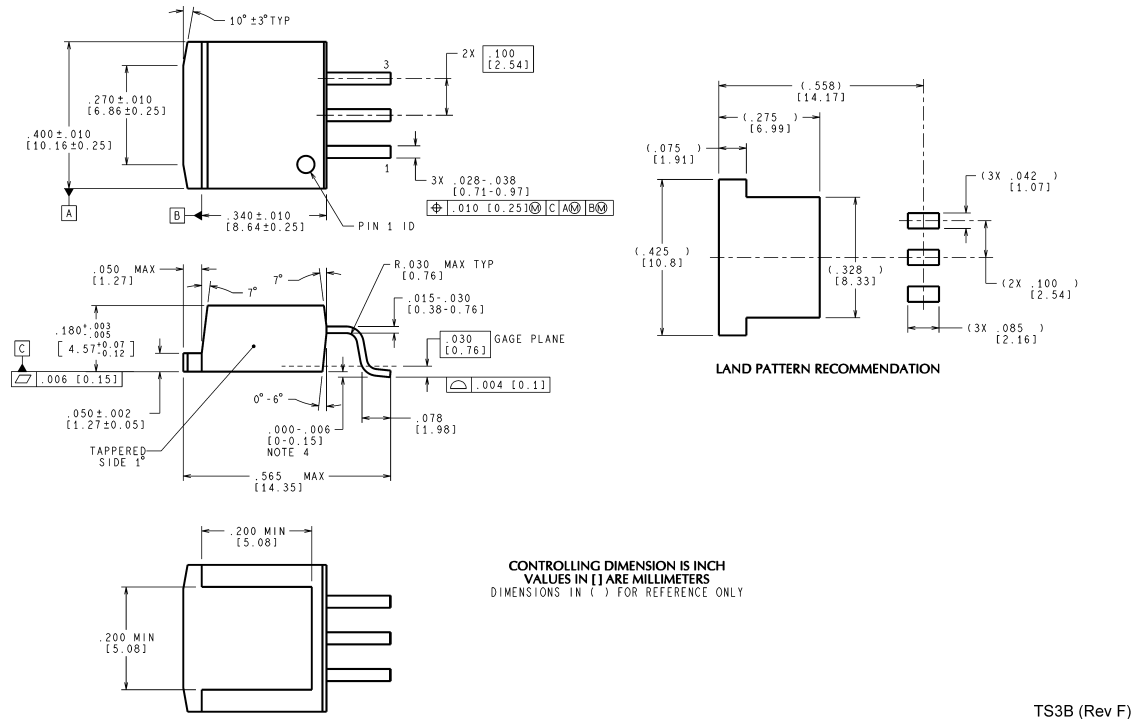 10° ±3° TYP
2X .100
[2.54]
3
.270±.010
[6.86±0.25]
.400±.010
[10.16±0.25]
1
3X .028-.038
[0.71-0.97]
⌖ .010 [0.25]Ⓜ C AⓂ BⓂ
A
B
.340±.010
[8.64±0.25]
PIN 1 ID
(.558)
[14.17]
(.275 )
[6.99]
(.075 )
[1.91]
(3X .042 )
[1.07]
(.425 )
[10.8]
(.328 )
[8.33]
(2X .100 )
[2.54]
(3X .085 )
[2.16]
LAND PATTERN RECOMMENDATION
.050 MAX
[1.27]
7°
7°
R.030 MAX TYP
[0.76]
.015-.030
[0.38-0.76]
.180+.003
-.005
[ 4.57+0.07
-0.12 ]
.030
[0.76]
GAGE PLANE
C
⏥ .006 [0.15]
⌓ .004 [0.1]
0°-6°
.050±.002
[1.27±0.05]
.000-.006
[0-0.15]
NOTE 4
.078
[1.98]
TAPPERED
SIDE 1°
.565 MAX
[14.35]
.200 MIN
[5.08]
.200 MIN
[5.08]
CONTROLLING DIMENSION IS INCH
VALUES IN [ ] ARE MILLIMETERS
DIMENSIONS IN ( ) FOR REFERENCE ONLY
TS3B (Rev F)